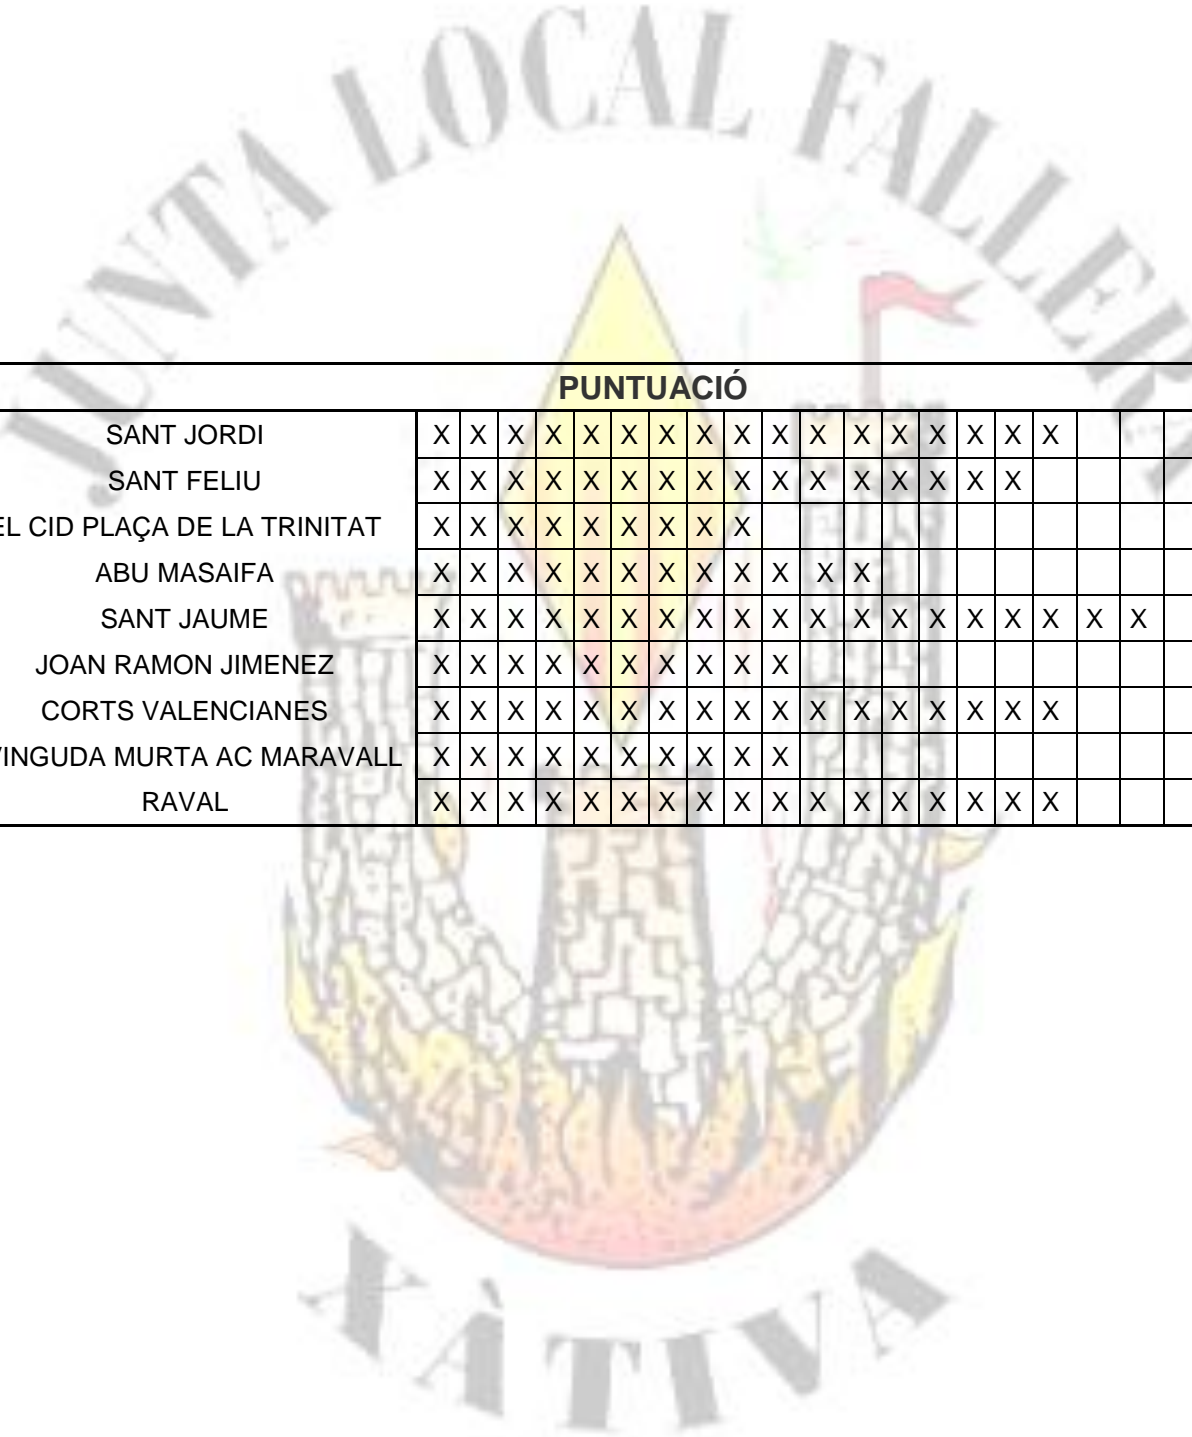 JUNTA LOCAL FALLERA
PUNTUACIÓ
SANT JORDI X X X X X X X X X X X X X X X X X
SANT FELIU X X X X X X X X X X X X X X X X
EL CID PLAÇA DE LA TRINITAT X X X X X X X X X
ABU MASAIFA X X X X X X X X X X X X
SANT JAUME X X X X X X X X X X X X X X X X X X X
JOAN RAMON JIMENEZ X X X X X X X X X X
CORTS VALENCIANES X X X X X X X X X X X X X X X X X
VINGUDA MURTA AC MARAVALL X X X X X X X X X X
RAVAL X X X X X X X X X X X X X X X X X
XÀTIVA